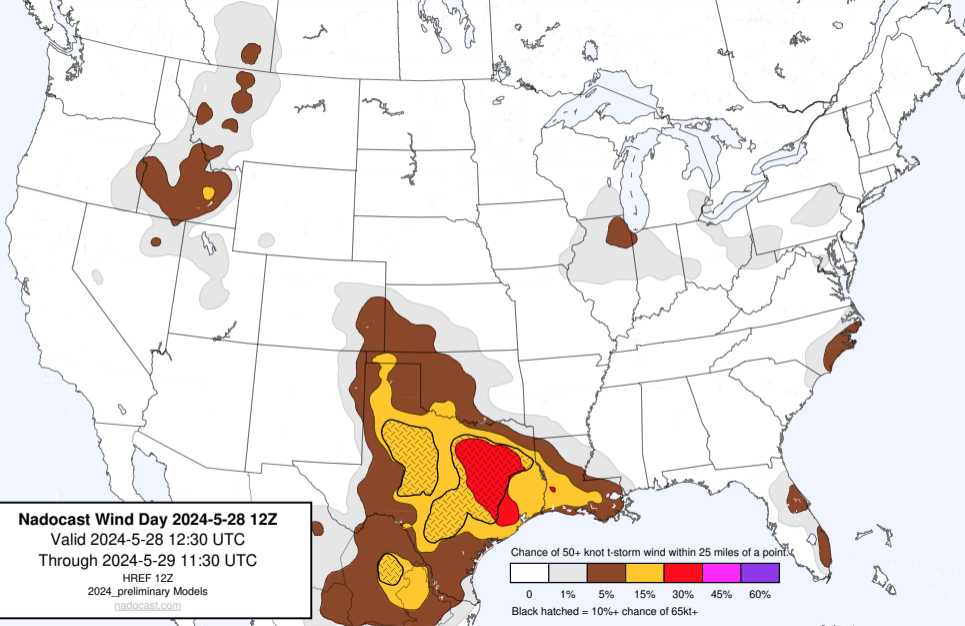 Nadocast Wind Day 2024-5-28 12Z
Valid 2024-5-28 12:30 UTC
Through 2024-5-29 11:30 UTC
HREF 12Z
2024_preliminary Models
nadocast.com
Chance of 50+ knot t-storm wind within 25 miles of a point.
0 1% 5% 15% 30% 45% 60%
Black hatched = 10%+ chance of 65kt+